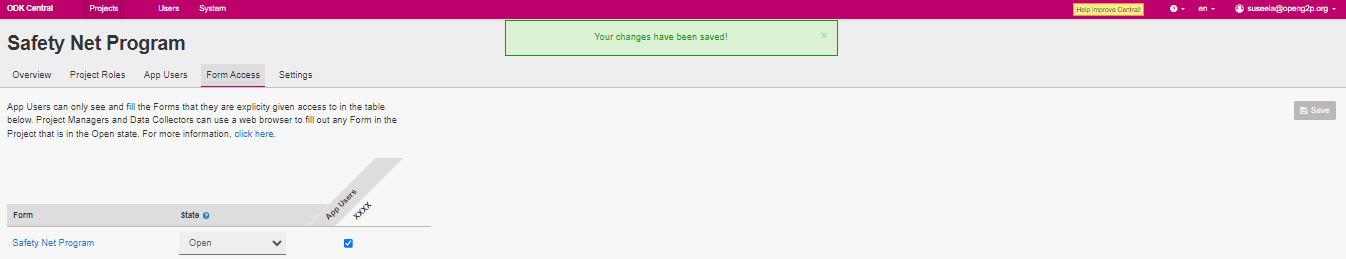 ODK Central Projects Users System Help improve Central! en suseela@openg2p.org
Your changes have been saved! ×
Safety Net Program
Overview Project Roles App Users Form Access Settings
App Users can only see and fill the Forms that they are explicity given access to in the table
below. Project Managers and Data Collectors can use a web browser to fill out any Form in the
Project that is in the Open state. For more information, click here.
Save
App Users
XXXX
Form State
Safety Net Program Open